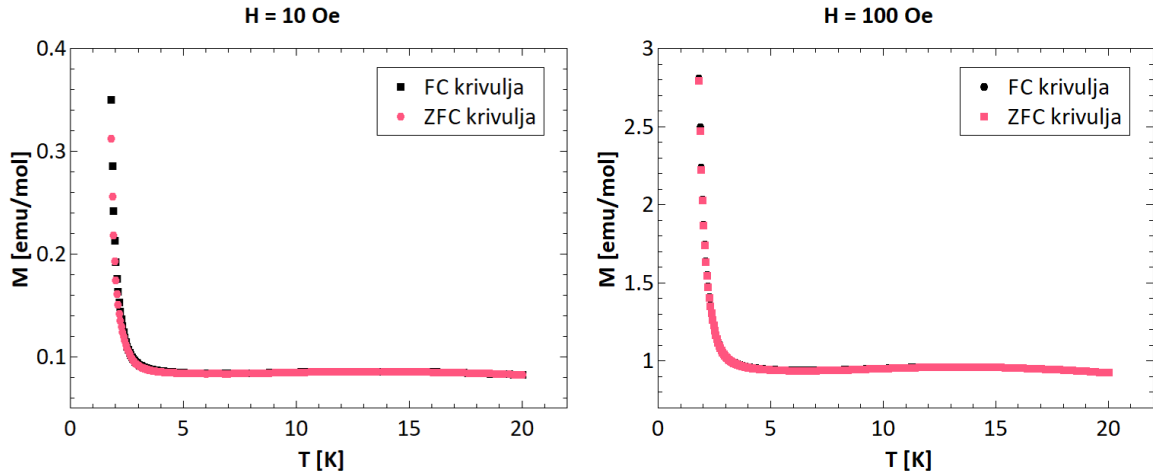 H = 10 Oe
0.4
0.3
0.2
0.1
M [emu/mol]
FC krivulja
ZFC krivulja
0
5
10
15
20
T [K]
H = 100 Oe
3
2.5
2
1.5
1
M [emu/mol]
FC krivulja
ZFC krivulja
0
5
10
15
20
T [K]